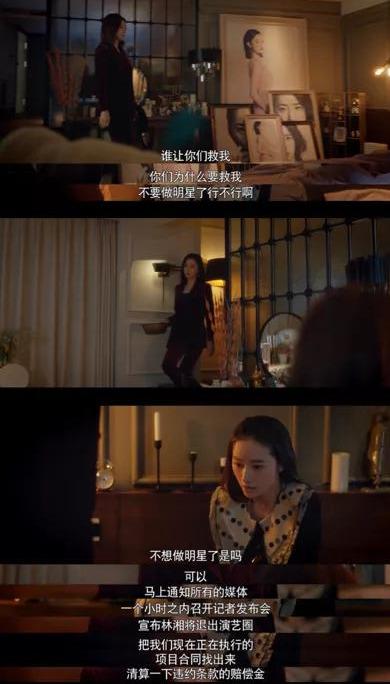 谁让你们救我
你们为什么要救我
不要做明星了行不行啊
不想做明星了是吗
可以
马上通知所有的媒体
一个小时之内召开记者发布会
宣布林湘将退出演艺圈
把我们现在正在执行的
项目合同找出来
清算一下违约条款的赔偿金